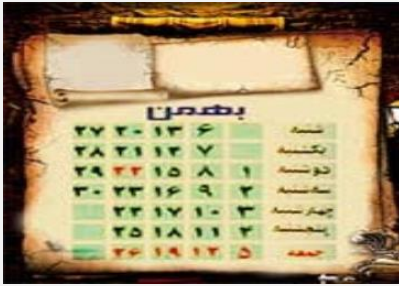 بهمن
شنبه ۶ ۱۳ ۲۰ ۲۷
یکشنبه ۷ ۱۴ ۲۱ ۲۸
دوشنبه ۱ ۸ ۱۵ ۲۲ ۲۹
سه شنبه ۲ ۹ ۱۶ ۲۳ ۳۰
چهارشنبه ۳ ۱۰ ۱۷ ۲۴
پنجشنبه ۴ ۱۱ ۱۸ ۲۵
جمعه ۵ ۱۲ ۱۹ ۲۶